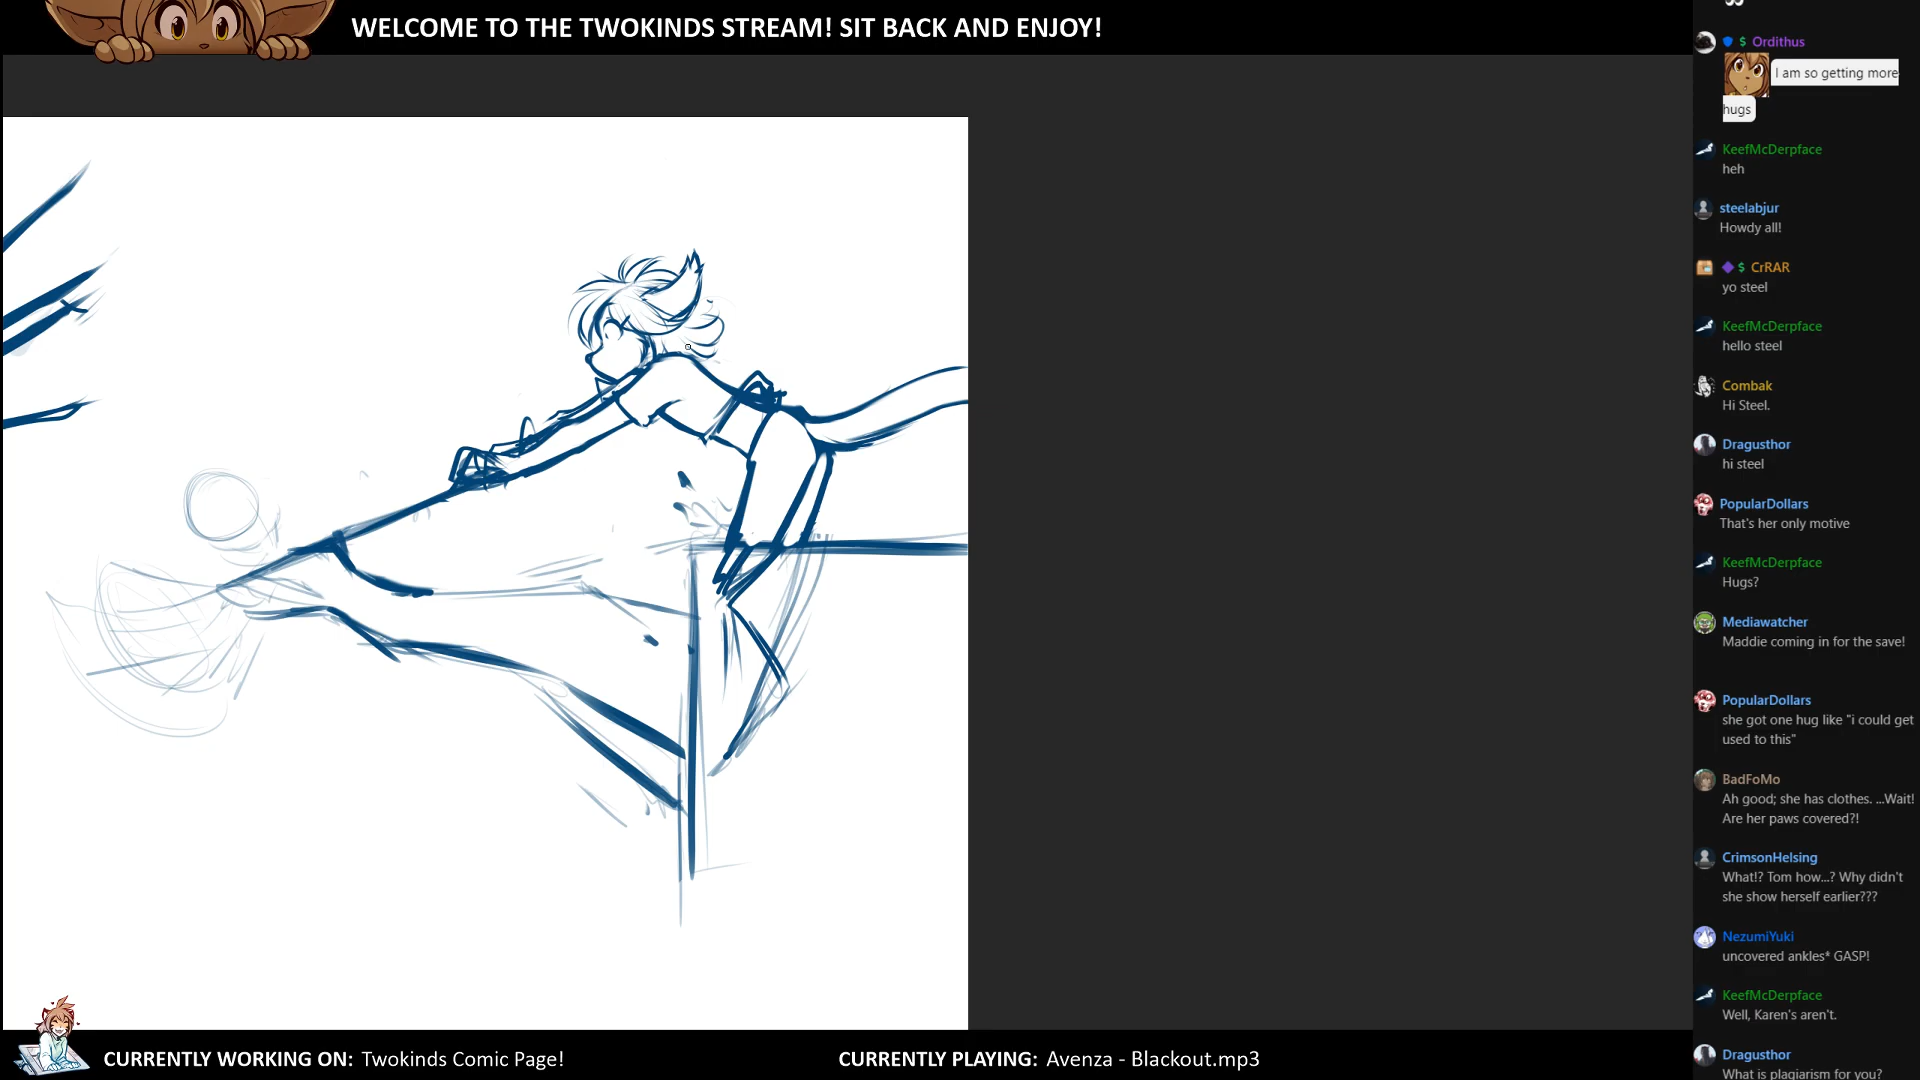 WELCOME TO THE TWOKINDS STREAM! SIT BACK AND ENJOY!
Ordithus
I am so getting more
hugs
KeefMcDerpface
heh
steelabjur
Howdy all!
CrRAR
yo steel
KeefMcDerpface
hello steel
Combak
Hi Steel.
Dragusthor
hi steel
PopularDollars
That's her only motive
KeefMcDerpface
Hugs?
Mediawatcher
Maddie coming in for the save!
PopularDollars
she got one hug like "i could get
used to this"
BadFoMo
Ah good; she has clothes. ...Wait!
Are her paws covered?!
CrimsonHelsing
What!? Tom how...? Why didn't
she show herself earlier???
NezumiYuki
uncovered ankles* GASP!
KeefMcDerpface
Well, Karen's aren't.
Dragusthor
What is plagiarism for you?
CURRENTLY WORKING ON: Twokinds Comic Page!
CURRENTLY PLAYING: Avenza - Blackout.mp3